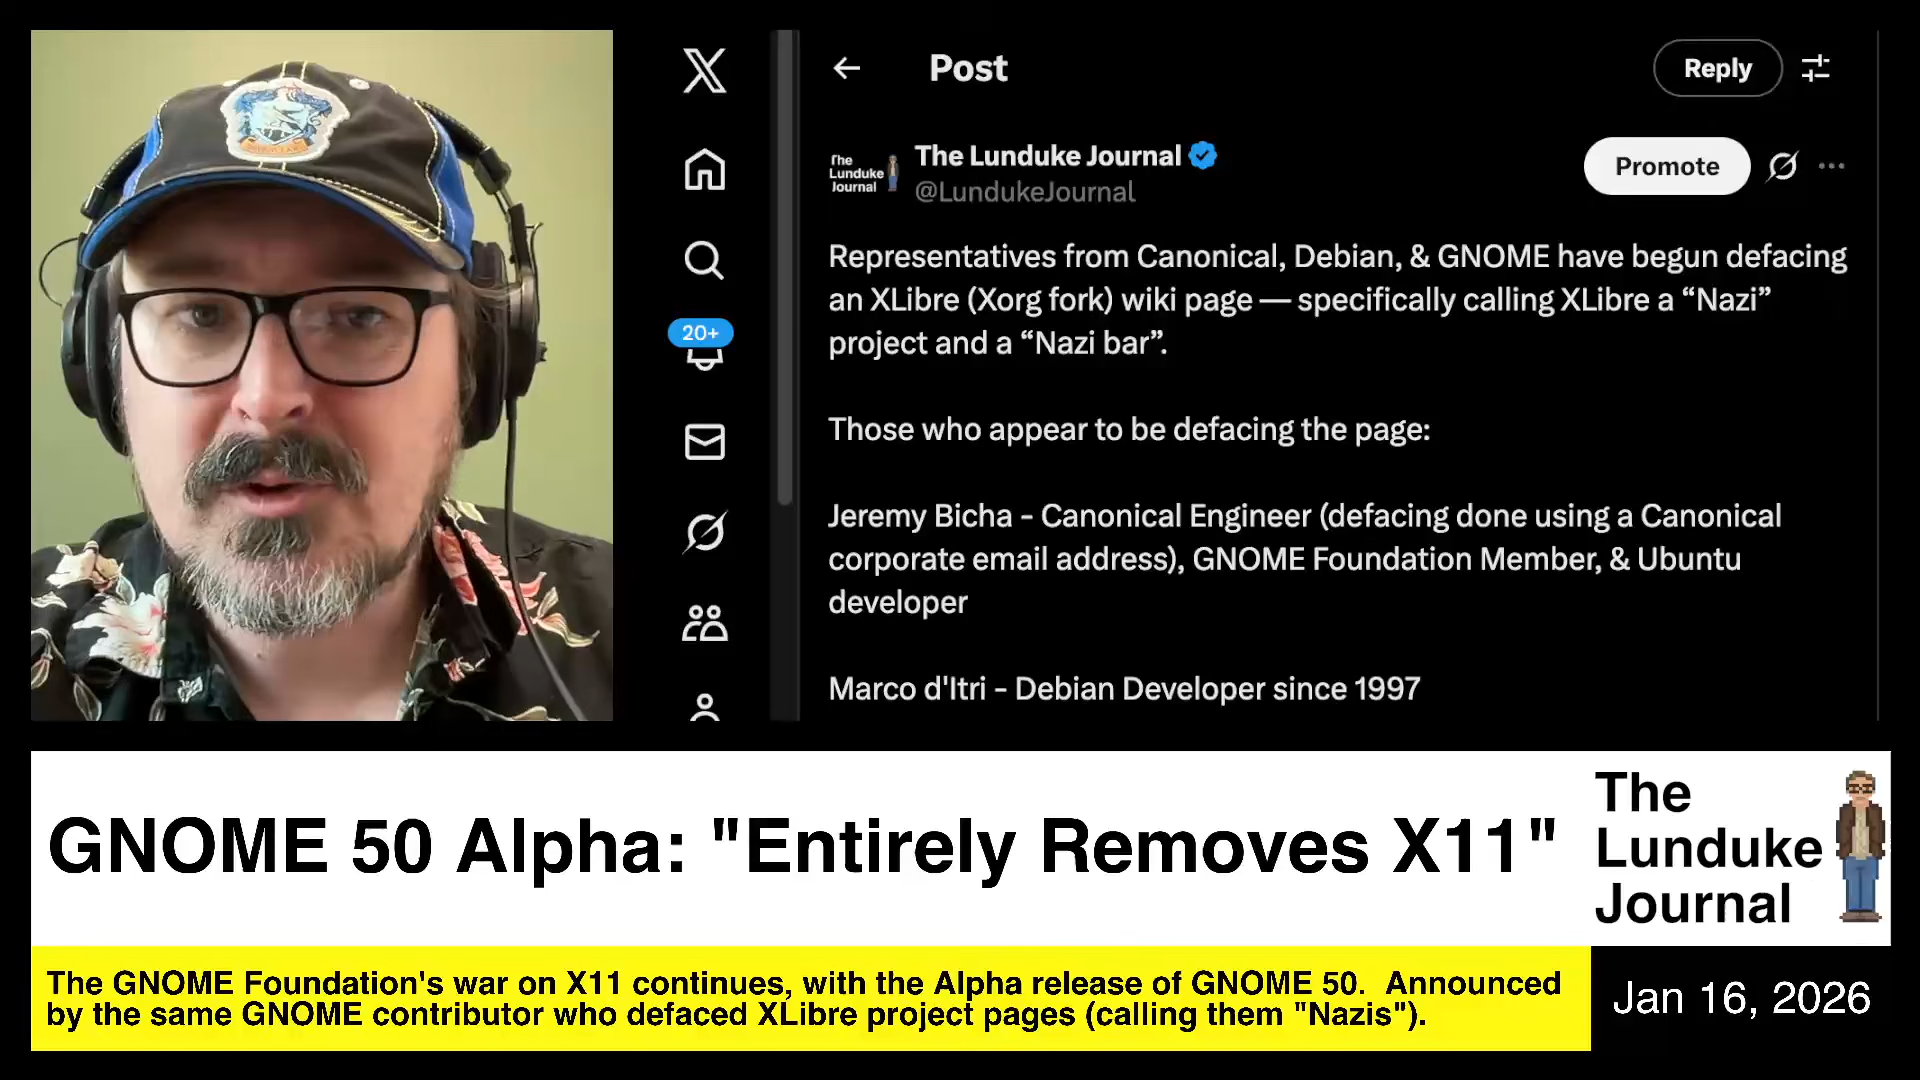 Post
Reply
The Lunduke Journal
The
Lunduke
Journal
@LundukeJournal
Promote
Representatives from Canonical, Debian, & GNOME have begun defacing
an XLibre (Xorg fork) wiki page — specifically calling XLibre a “Nazi”
project and a “Nazi bar”.
Those who appear to be defacing the page:
Jeremy Bicha - Canonical Engineer (defacing done using a Canonical
corporate email address), GNOME Foundation Member, & Ubuntu
developer
Marco d'Itri - Debian Developer since 1997
20+
GNOME 50 Alpha: "Entirely Removes X11"
The
Lunduke
Journal
The GNOME Foundation's war on X11 continues, with the Alpha release of GNOME 50. Announced
by the same GNOME contributor who defaced XLibre project pages (calling them "Nazis").
Jan 16, 2026